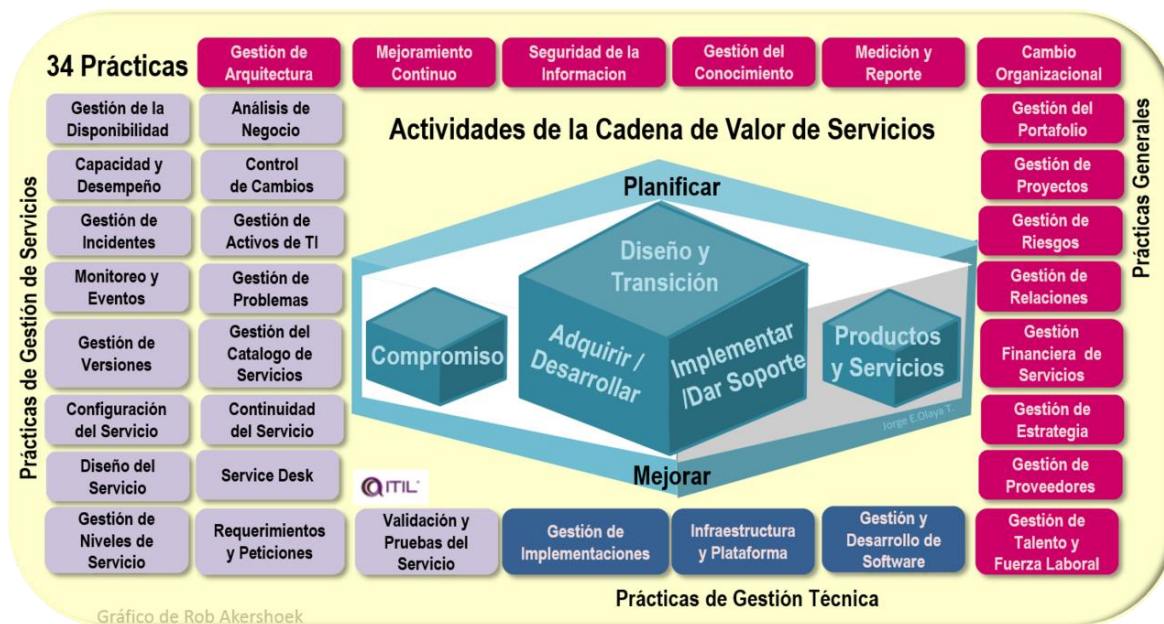 34 Prácticas
Gestión de
Arquitectura
Mejoramiento
Continuo
Seguridad de la
Informacion
Gestión del
Conocimiento
Medición y
Reporte
Cambio
Organizacional
Prácticas de Gestión de Servicios
Gestión de la
Disponibilidad
Análisis de
Negocio
Capacidad y
Desempeño
Control
de Cambios
Gestión de
Incidentes
Gestión de
Activos de TI
Monitoreo y
Eventos
Gestión de
Problemas
Gestión de
Versiones
Gestión del
Catalogo de
Servicios
Configuración
del Servicio
Continuidad
del Servicio
Diseño del
Servicio
Service Desk
Gestión de
Niveles de
Servicio
Requerimientos
y Peticiones
Validación y
Pruebas del
Servicio
Actividades de la Cadena de Valor de Servicios
Planificar
Diseño y
Transición
Compromiso
Adquirir /
Desarrollar
Implementar
/Dar Soporte
Productos
y Servicios
Jorge E.Olaya T.
Mejorar
ITIL
Gestión de
Implementaciones
Infraestructura
y Plataforma
Gestión y
Desarrollo de
Software
Prácticas de Gestión Técnica
Gestión del
Portafolio
Gestión de
Proyectos
Gestión de
Riesgos
Gestión de
Relaciones
Gestión
Financiera de
Servicios
Gestión de
Estrategia
Gestión de
Proveedores
Gestión de
Talento y
Fuerza Laboral
Prácticas Generales
Gráfico de Rob Akershoek